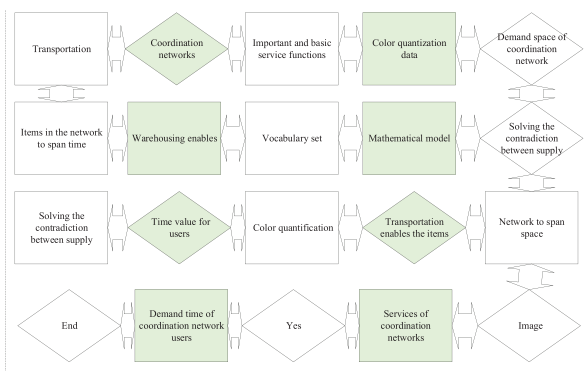 Transportation
Coordination
networks
Important and basic
service functions
Color quantization
data
Demand space of
coordination
network
Items in the network
to span time
Warehousing enables
Vocabulary set
Mathematical model
Solving the
contradiction
between supply
Solving the
contradiction
between supply
Time value for
users
Color quantification
Transportation
enables the items
Network to span
space
End
Demand time of
coordination network
users
Yes
Services of
coordination
networks
Image